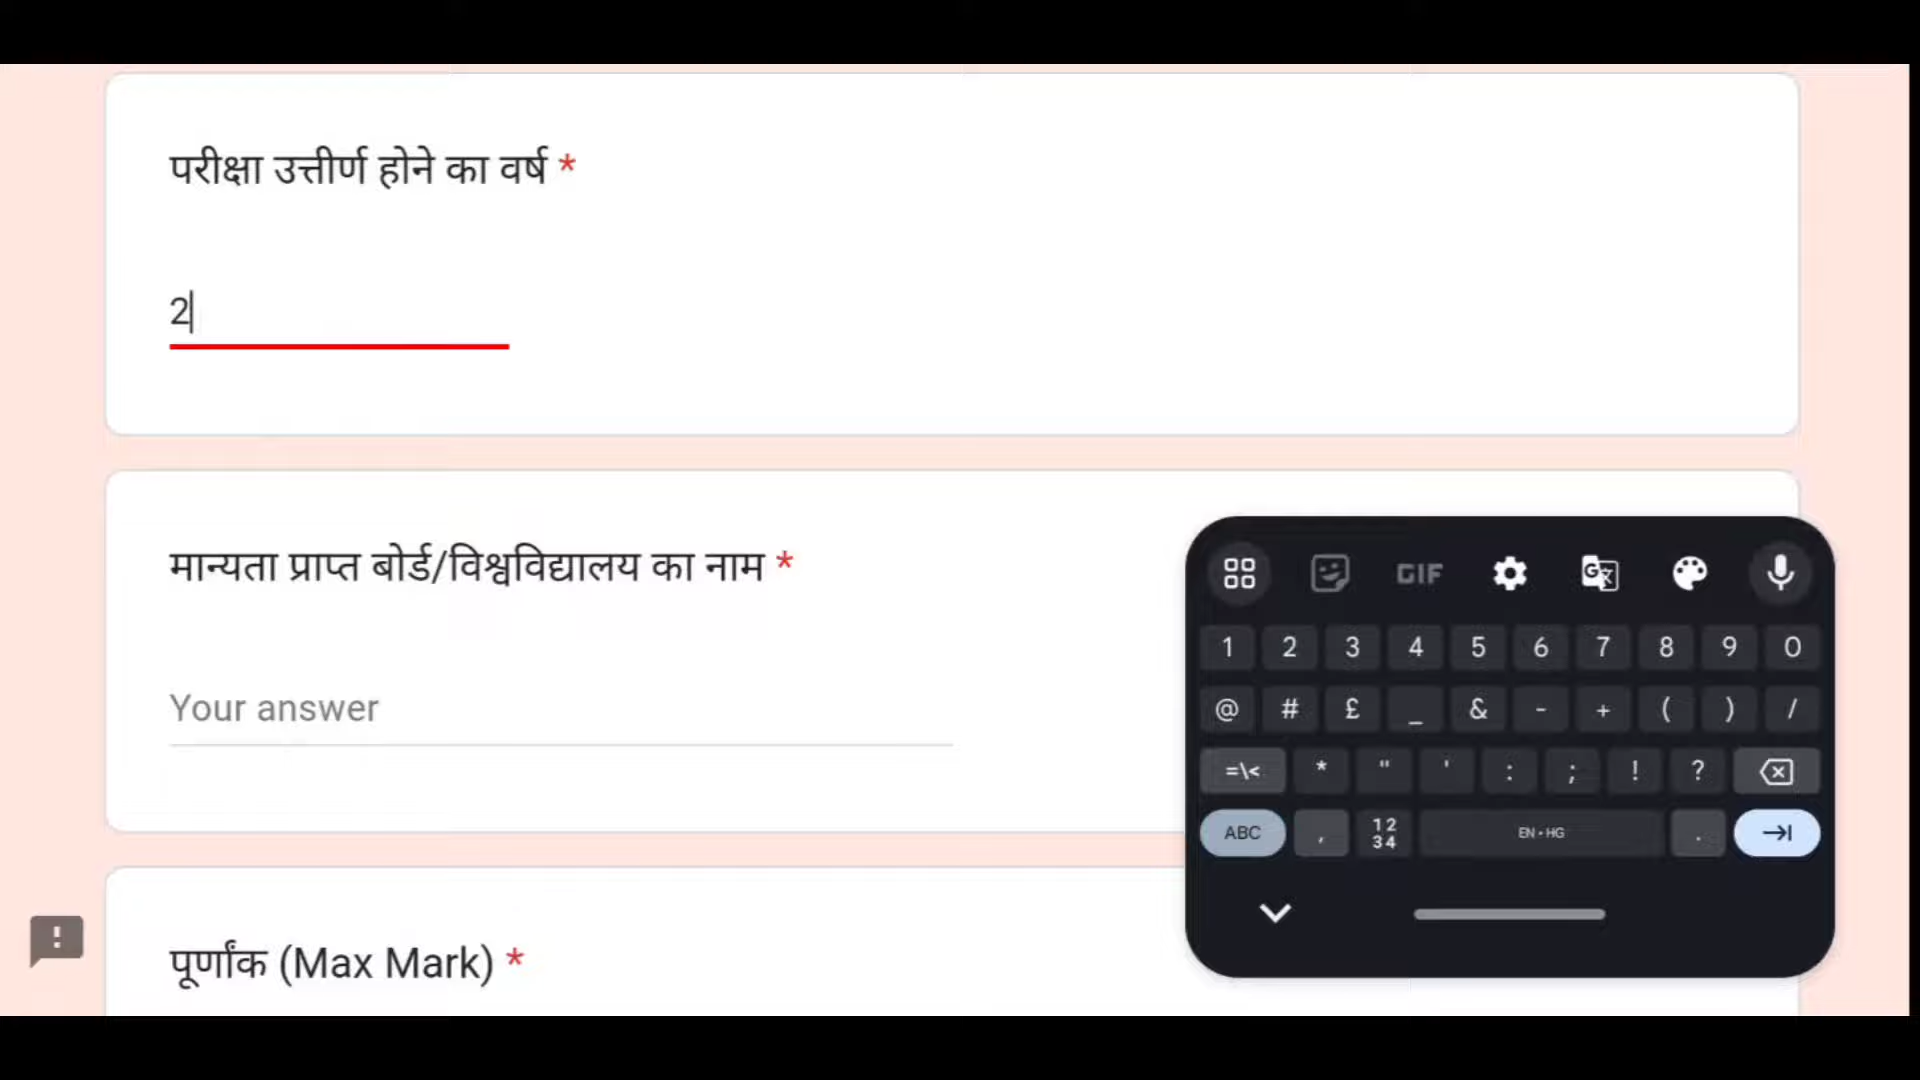 परीक्षा उत्तीर्ण होने का वर्ष *
2
मान्यता प्राप्त बोर्ड/विश्वविद्यालय का नाम *
Your answer
पूर्णांक (Max Mark) *
GIF
1 2 3 4 5 6 7 8 9 0
@ # £ _ & - + ( ) /
=\< * " ' : ; ! ?
ABC , 12 34 EN • HG .